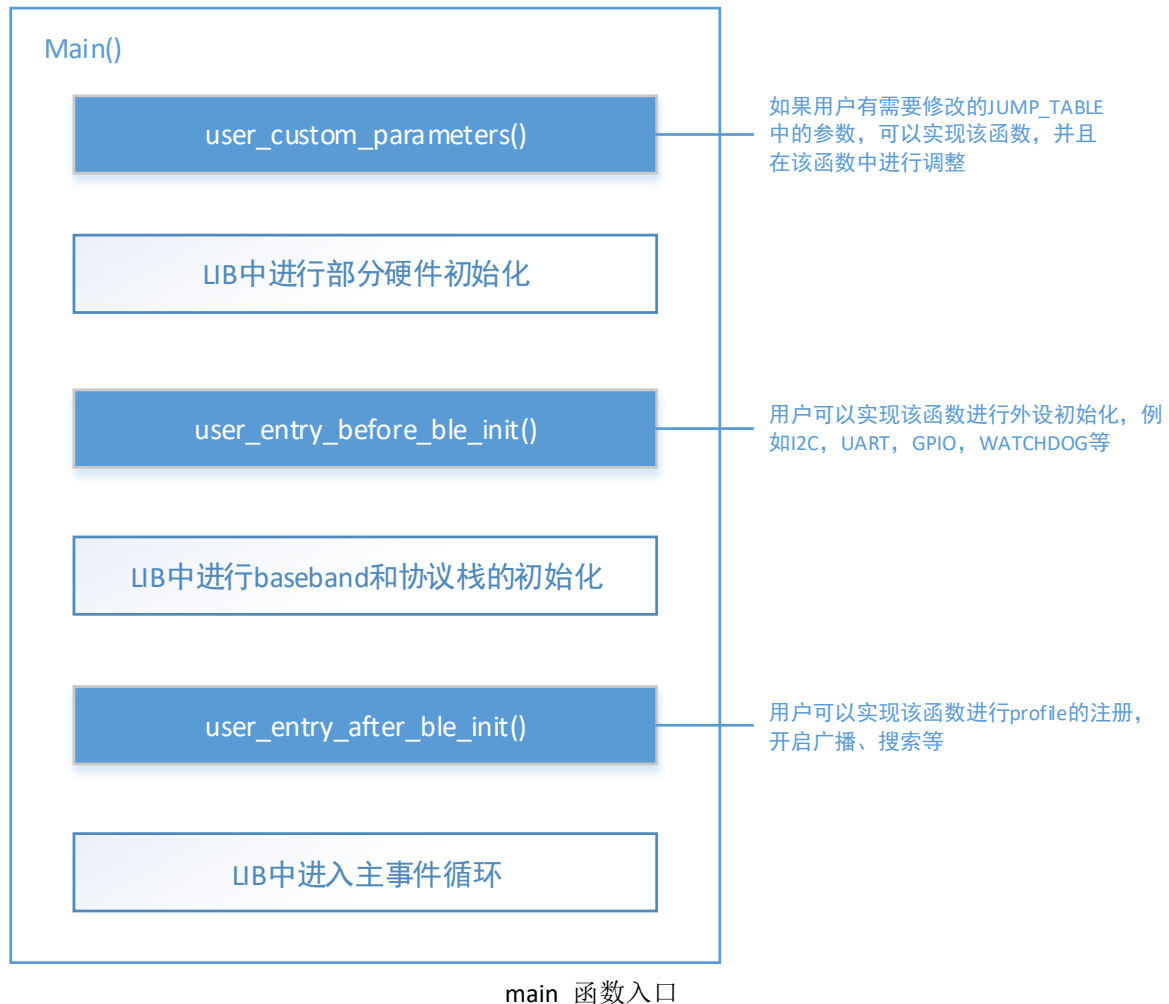 Main()
user_custom_parameters()
如果用户有需要修改的JUMP_TABLE
中的参数，可以实现该函数，并且
在该函数中进行调整
LIB中进行部分硬件初始化
user_entry_before_ble_init()
用户可以实现该函数进行外设初始化，例
如I2C，UART，GPIO，WATCHDOG等
LIB中进行baseband和协议栈的初始化
user_entry_after_ble_init()
用户可以实现该函数进行profile的注册，
开启广播、搜索等
LIB中进入主事件循环
main 函数入口